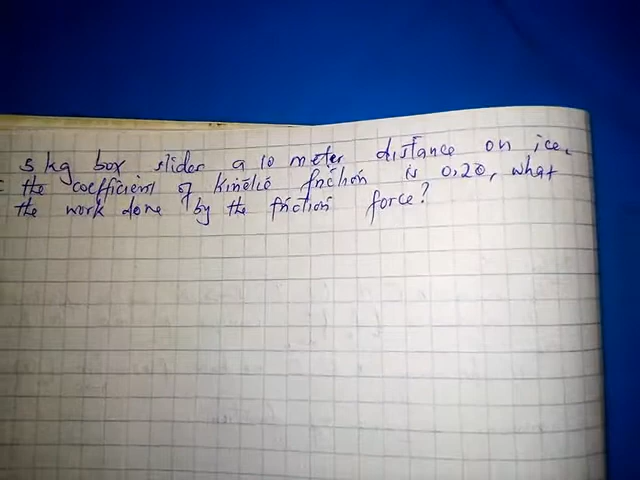 5 kg box slides a 10 meter distance on ice.
the coefficient of kinetic friction is 0,20, what
the work done by the friction force?